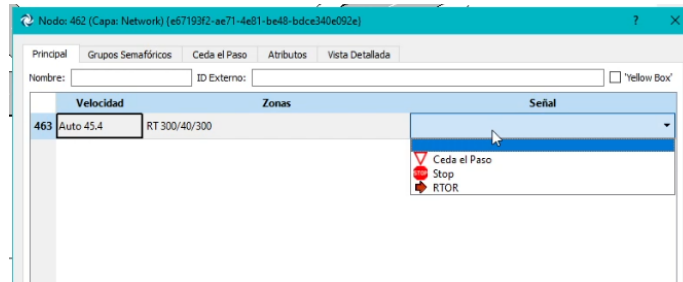 Nodo: 462 (Capa: Network) {e67193f2-ae71-4e81-be48-bdce340e092e}
? X
Principal Grupos Semafóricos Ceda el Paso Atributos Vista Detallada
Nombre: ID Externo: 'Yellow Box'
Velocidad Zonas Señal
463 Auto 45.4 RT 300/40/300
Ceda el Paso
STOP Stop
RTOR